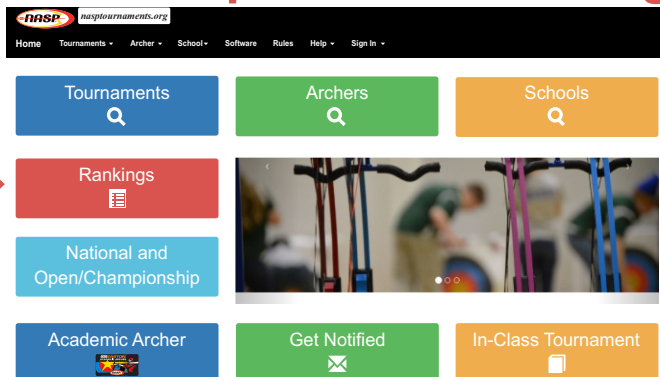 NASP nasptournaments.org
Home Tournaments Archer School Software Rules Help Sign In
Tournaments
Archers
Schools
Rankings
National and
Open/Championship
Academic Archer
Get Notified
In-Class Tournament